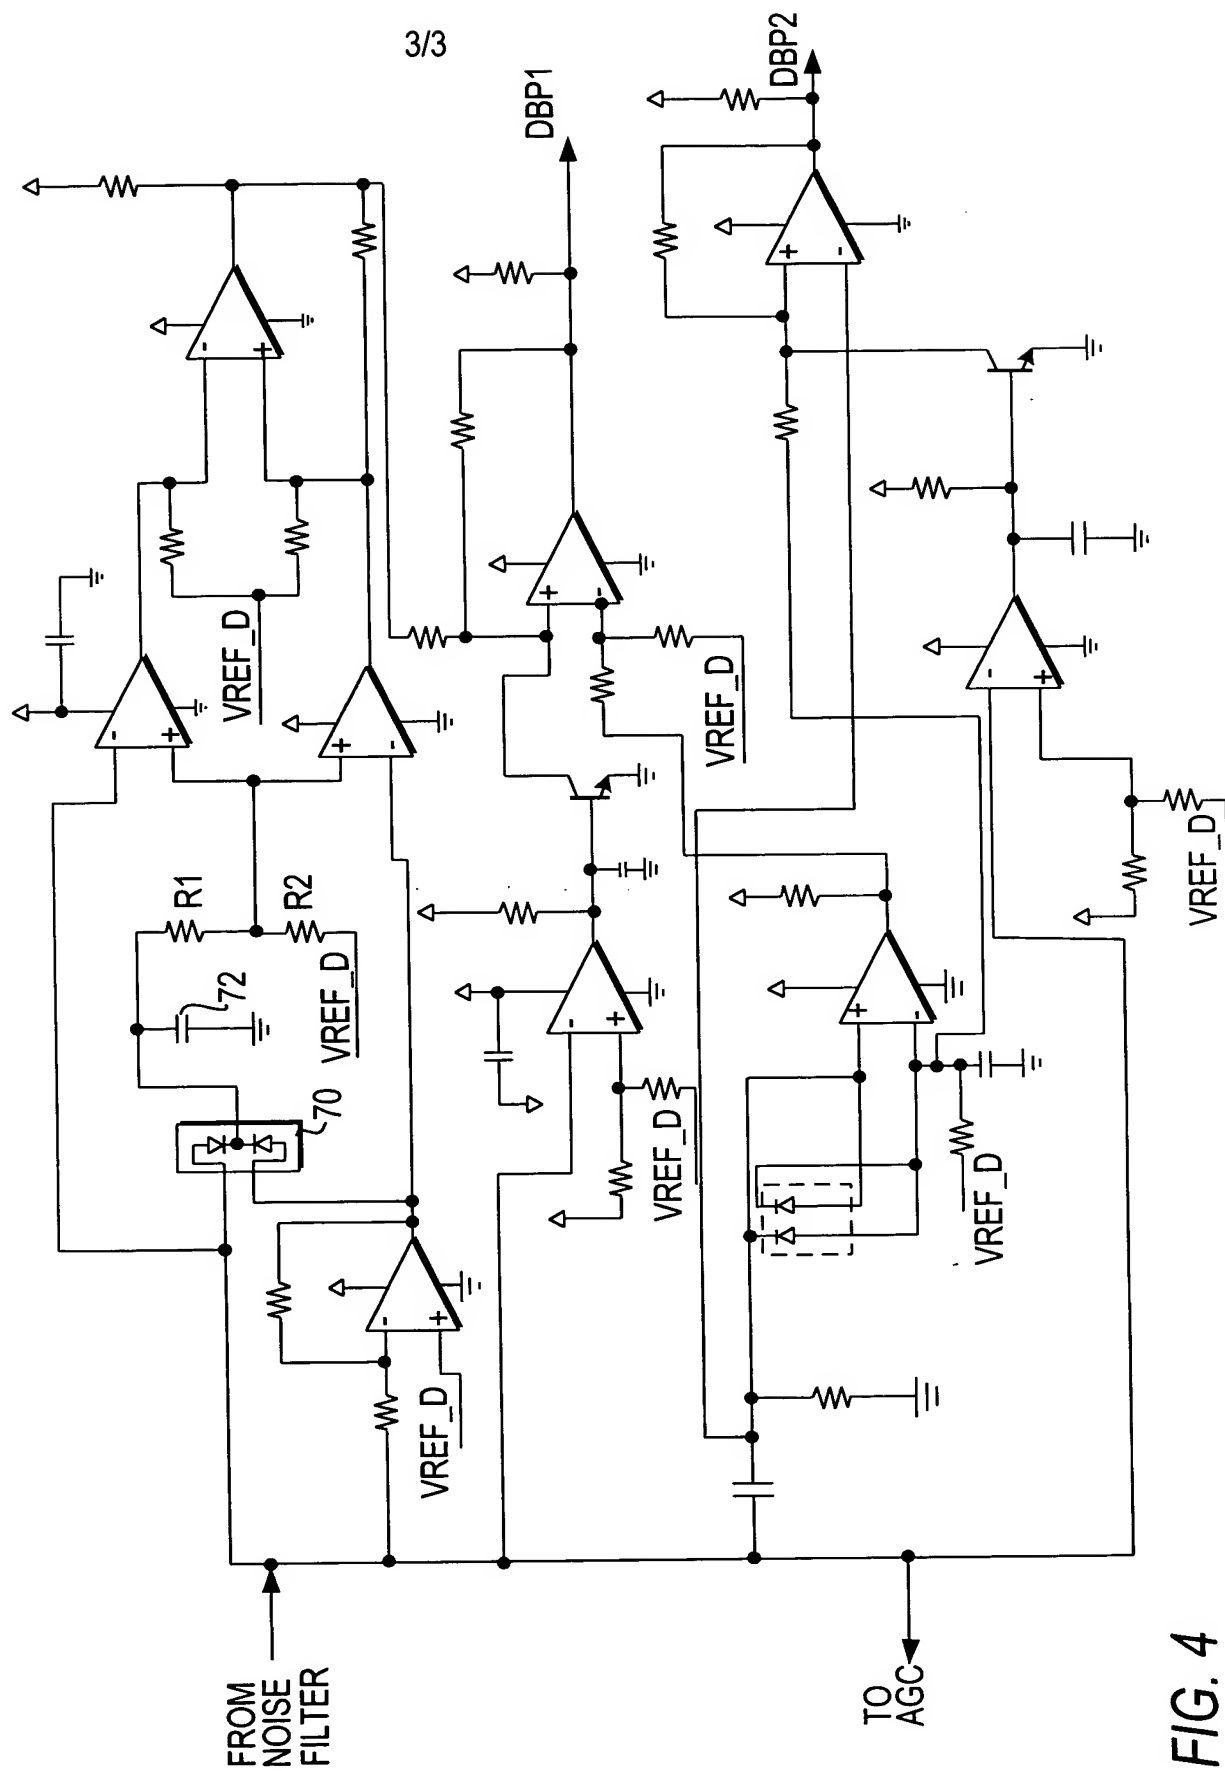 3/3
DBP1
DBP2
VREF_D
VREF_D
R1
R2
VREF_D
72
70
VREF_D
VREF_D
VREF_D
VREF_D
FROM
NOISE
FILTER
TO
AGC
FIG. 4